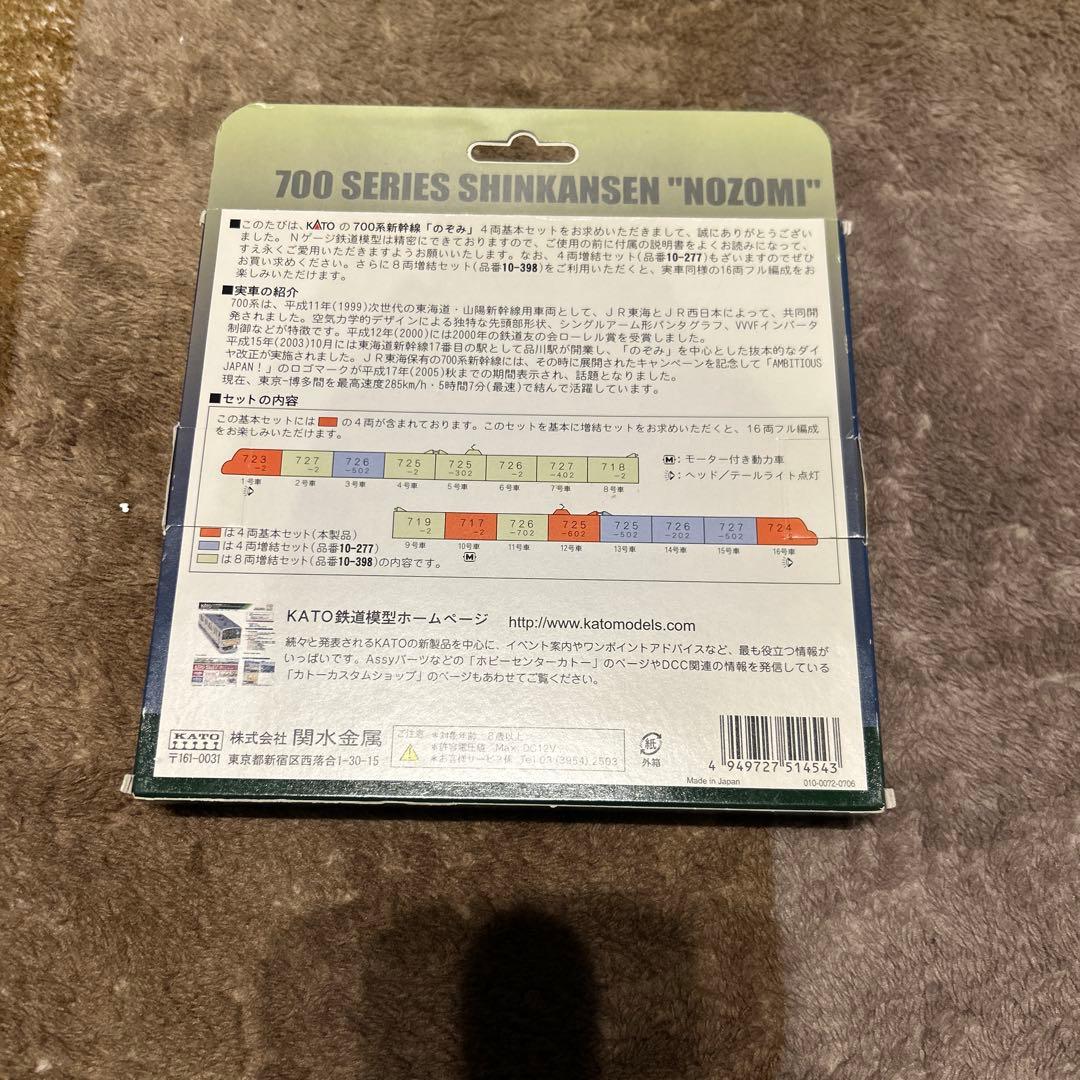 700 SERIES SHINKANSEN "NOZOMI"
■このたびは、KATO の 700系新幹線「のぞみ」4両基本セットをお求めいただきまして、誠にありがとうござい
ました。Nゲージ鉄道模型は精密にできておりますので、ご使用の前に付属の説明書をよくお読みになって、
すえ永くご愛用いただきますようお願いいたします。なお、4両増結セット(品番10-277)もございますのでぜひ
お買い求めください。さらに8両増結セット(品番10-398)をご利用いただくと、実車同様の16両フル編成をお
楽しみいただけます。
■実車の紹介
700系は、平成11年(1999)次世代の東海道・山陽新幹線用車両として、JR東海とJR西日本によって、共同開
発されました。空気力学的デザインによる独特な先頭部形状、シングルアーム形パンタグラフ、VVVFインバータ
制御などが特徴です。平成12年(2000)には2000年の鉄道友の会ローレル賞を受賞しました。
平成15年(2003)10月には東海道新幹線17番目の駅として品川駅が開業し、「のぞみ」を中心とした抜本的なダイ
ヤ改正が実施されました。JR東海保有の700系新幹線には、その時に展開されたキャンペーンを記念して「AMBITIOUS
JAPAN！」のロゴマークが平成17年(2005)秋までの期間表示され、話題となりました。
現在、東京-博多間を最高速度285km/h・5時間7分(最速)で結んで活躍しています。
■セットの内容
この基本セットには の4両が含まれております。このセットを基本に増結セットをお求めいただくと、16両フル編成
をお楽しみいただけます。
723 -2 727 -2 726 -502 725 -2 725 -302 726 -2 727 -402 718 -2
1号車 2号車 3号車 4号車 5号車 6号車 7号車 8号車
M：モーター付き動力車
：ヘッド／テールライト点灯
719 -2 717 -2 726 -702 725 -602 725 -502 726 -202 727 -502 724 -2
9号車 10号車 11号車 12号車 13号車 14号車 15号車 16号車
M
は4両基本セット(本製品)
は4両増結セット(品番10-277)
は8両増結セット(品番10-398)の内容です。
KATO鉄道模型ホームページ http://www.katomodels.com
続々と発表されるKATOの新製品を中心に、イベント案内やワンポイントアドバイスなど、最も役立つ情報が
いっぱいです。Assyパーツなどの「ホビーセンターカトー」のページやDCC関連の情報を発信している
「カトーカスタムショップ」のページもあわせてご覧ください。
KATO 株式会社 関水金属
〒161-0031 東京都新宿区西落合1-30-15
ご注意 ＊対象年齢：8歳以上
＊許容電圧値 Max. DC12V
＊お客様サービス係 Tel 03 (3954) 2503
紙
外箱
4 949727 514543
Made in Japan 010-0072-0706